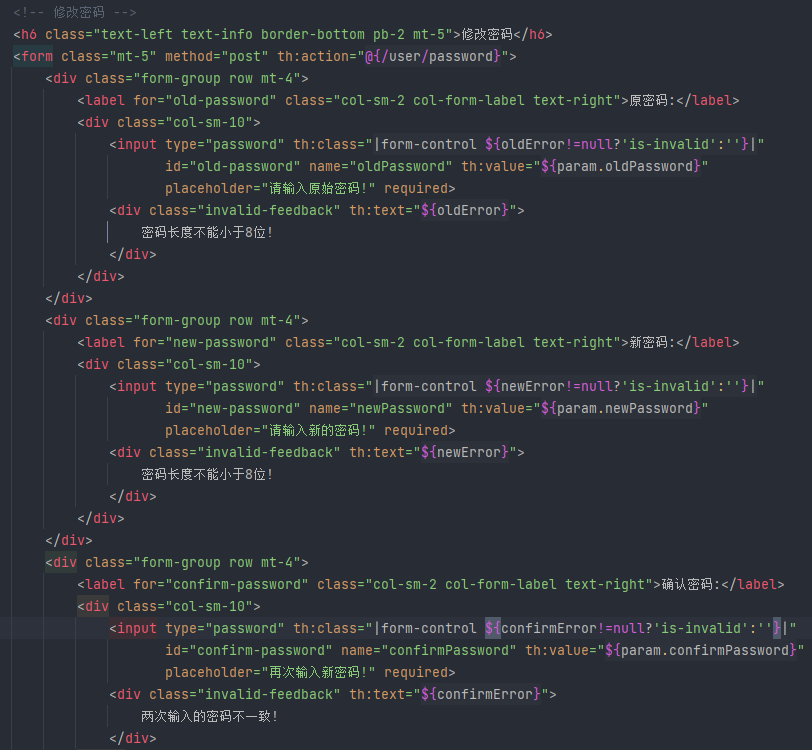 <!-- 修改密码 -->
<h6 class="text-left text-info border-bottom pb-2 mt-5">修改密码</h6>
<form class="mt-5" method="post" th:action="@{/user/password}">
<div class="form-group row mt-4">
<label for="old-password" class="col-sm-2 col-form-label text-right">原密码:</label>
<div class="col-sm-10">
<input type="password" th:class="|form-control ${oldError!=null?'is-invalid':''}|"
id="old-password" name="oldPassword" th:value="${param.oldPassword}"
placeholder="请输入原始密码!" required>
<div class="invalid-feedback" th:text="${oldError}">
密码长度不能小于8位!
</div>
</div>
</div>
<div class="form-group row mt-4">
<label for="new-password" class="col-sm-2 col-form-label text-right">新密码:</label>
<div class="col-sm-10">
<input type="password" th:class="|form-control ${newError!=null?'is-invalid':''}|"
id="new-password" name="newPassword" th:value="${param.newPassword}"
placeholder="请输入新的密码!" required>
<div class="invalid-feedback" th:text="${newError}">
密码长度不能小于8位!
</div>
</div>
</div>
<div class="form-group row mt-4">
<label for="confirm-password" class="col-sm-2 col-form-label text-right">确认密码:</label>
<div class="col-sm-10">
<input type="password" th:class="|form-control ${confirmError!=null?'is-invalid':''}|"
id="confirm-password" name="confirmPassword" th:value="${param.confirmPassword}"
placeholder="再次输入新密码!" required>
<div class="invalid-feedback" th:text="${confirmError}">
两次输入的密码不一致!
</div>